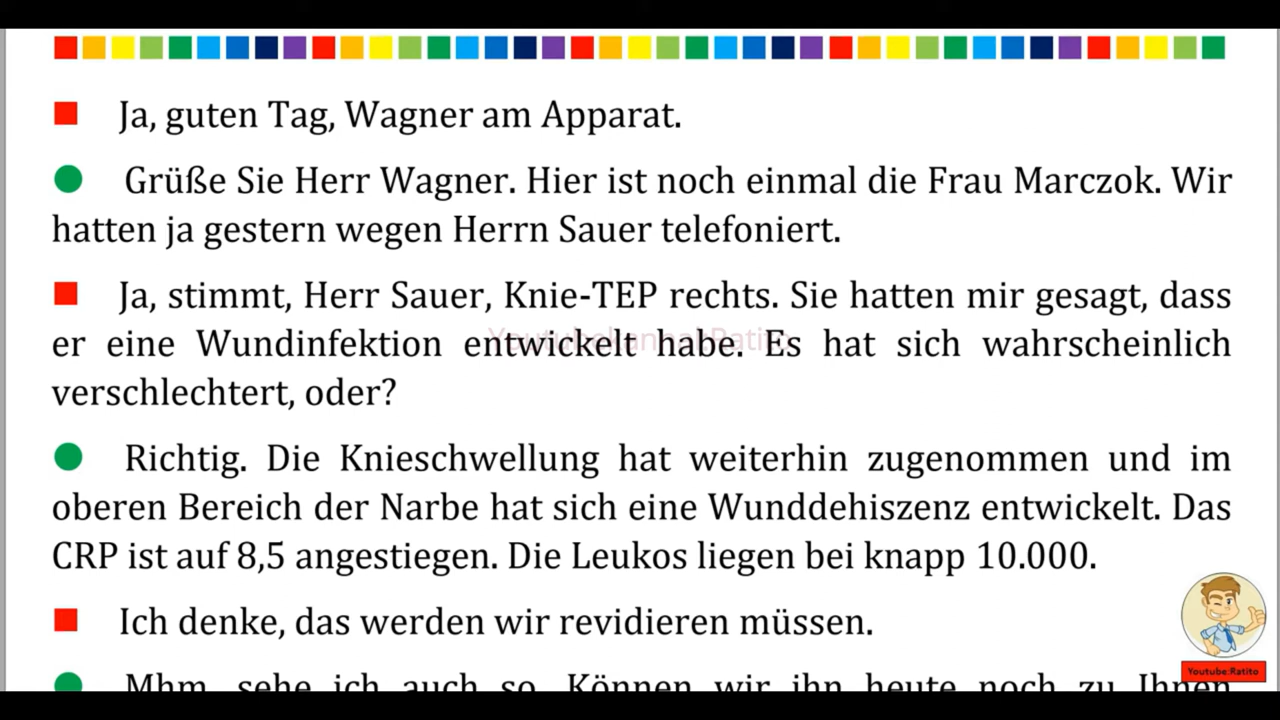 Ja, guten Tag, Wagner am Apparat.
Grüße Sie Herr Wagner. Hier ist noch einmal die Frau Marczok. Wir
hatten ja gestern wegen Herrn Sauer telefoniert.
Ja, stimmt, Herr Sauer, Knie-TEP rechts. Sie hatten mir gesagt, dass
er eine Wundinfektion entwickelt habe. Es hat sich wahrscheinlich
verschlechtert, oder?
Richtig. Die Knieschwellung hat weiterhin zugenommen und im
oberen Bereich der Narbe hat sich eine Wunddehiszenz entwickelt. Das
CRP ist auf 8,5 angestiegen. Die Leukos liegen bei knapp 10.000.
Ich denke, das werden wir revidieren müssen.
Youtube:Ratito
Mhm, sehe ich auch so. Können wir ihn heute noch zu Ihnen